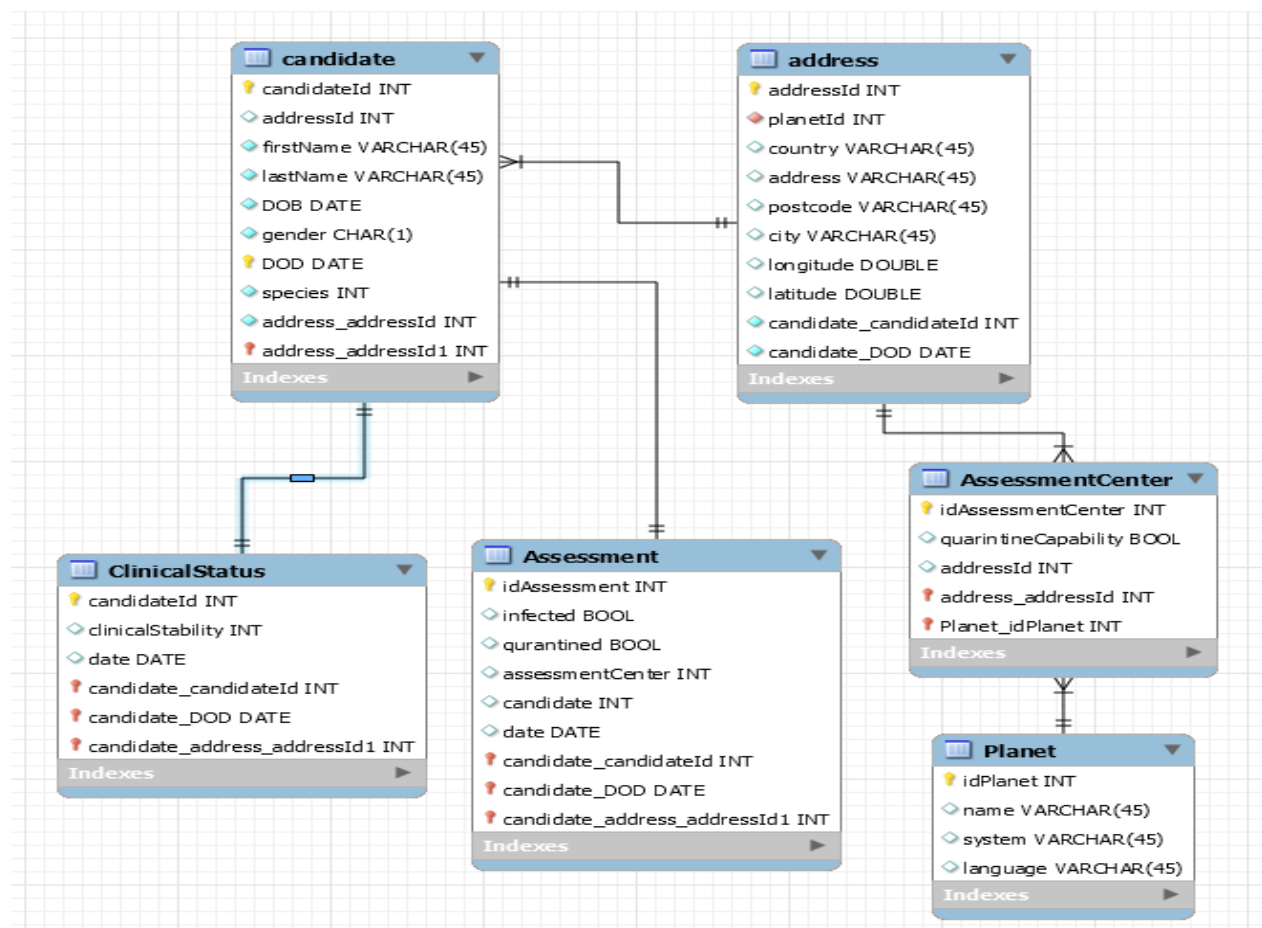 candidate
candidateId INT
addressId INT
firstName VARCHAR(45)
lastName VARCHAR(45)
DOB DATE
gender CHAR(1)
DOD DATE
species INT
address_addressId INT
address_addressId1 INT
Indexes
address
addressId INT
planetId INT
country VARCHAR(45)
address VARCHAR(45)
postcode VARCHAR(45)
city VARCHAR(45)
longitude DOUBLE
latitude DOUBLE
candidate_candidateId INT
candidate_DOD DATE
Indexes
ClinicalStatus
candidateId INT
clinicalStability INT
date DATE
candidate_candidateId INT
candidate_DOD DATE
candidate_address_addressId1 INT
Indexes
Assessment
idAssessment INT
infected BOOL
qurantined BOOL
assessmentCenter INT
candidate INT
date DATE
candidate_candidateId INT
candidate_DOD DATE
candidate_address_addressId1 INT
Indexes
AssessmentCenter
idAssessmentCenter INT
quarintineCapability BOOL
addressId INT
address_addressId INT
Planet_idPlanet INT
Indexes
Planet
idPlanet INT
name VARCHAR(45)
system VARCHAR(45)
language VARCHAR(45)
Indexes